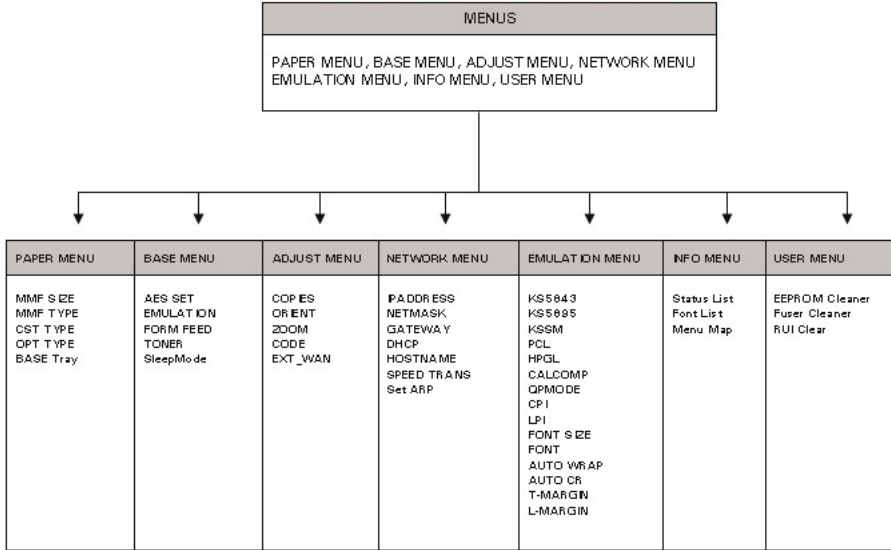 MENUS
PAPER MENU, BASE MENU, ADJUST MENU, NETWORK MENU
EMULATION MENU, INFO MENU, USER MENU
PAPER MENU
MMF SIZE
MMF TYPE
CST TYPE
OPT TYPE
BASE Tray
BASE MENU
AES SET
EMULATION
FORM FEED
TONER
SleepMode
ADJUST MENU
COPIES
ORIENT
ZOOM
CODE
EXT_WAN
NETWORK MENU
IPADDRESS
NETMASK
GATEWAY
DHCP
HOSTNAME
SPEED TRANS
Set ARP
EMULATION MENU
KS5843
KS5895
KSSM
PCL
HPGL
CALCOMP
QPMODE
CPI
LPI
FONT SIZE
FONT
AUTO WRAP
AUTO CR
T-MARGIN
L-MARGIN
INFO MENU
Status List
Font List
Menu Map
USER MENU
EEPROM Cleaner
Fuser Cleaner
RUI Clear